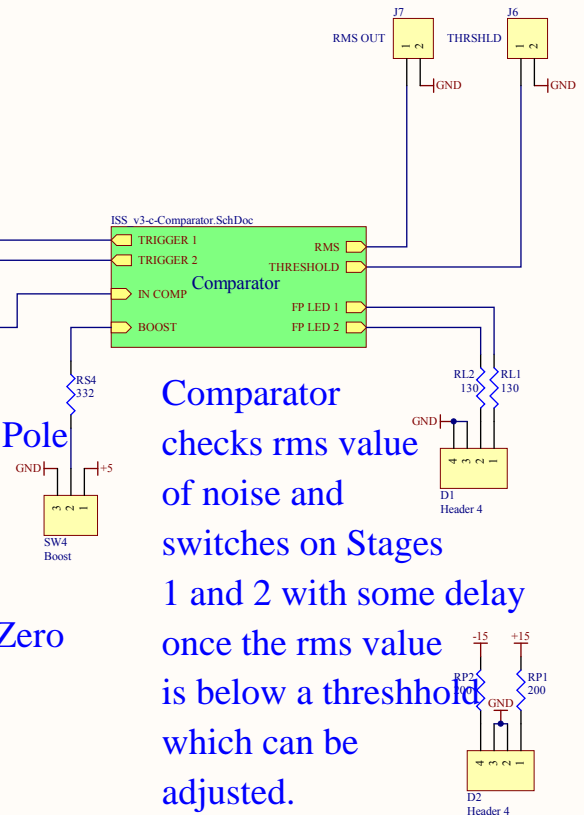 J7
J6
RMS OUT
THRSHLD
1
2
1
2
GND
GND
ISS_v3-c-Comparator.SchDoc
TRIGGER 1
TRIGGER 2
RMS
THRESHOLD
Comparator
IN COMP
FP LED 1
BOOST
FP LED 2
RS4
332
RL2
130
RL1
130
Comparator
checks rms value
of noise and
switches on Stages
1 and 2 with some delay
once the rms value
is below a threshhold
which can be
adjusted.
Pole
GND
+5
3
2
1
SW4
Boost
GND
4
3
2
1
D1
Header 4
Zero
-15
+15
RP2
200
RP1
200
GND
4
3
2
1
D2
Header 4